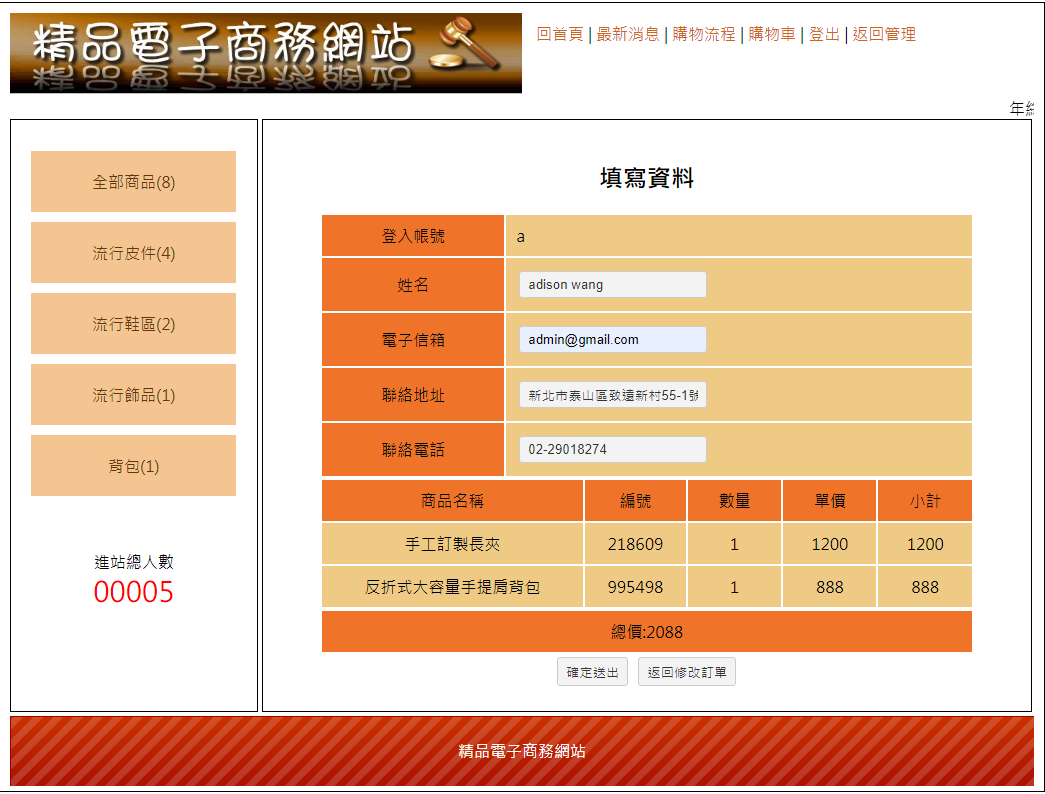 精品電子商務網站
回首頁 | 最新消息 | 購物流程 | 購物車 | 登出 | 返回管理
年
全部商品(8)
流行皮件(4)
流行鞋區(2)
流行飾品(1)
背包(1)
進站總人數
00005
填寫資料
登入帳號 a
姓名 adison wang
電子信箱 admin@gmail.com
聯絡地址 新北市泰山區致遠新村55-1號
聯絡電話 02-29018274
商品名稱 編號 數量 單價 小計
手工訂製長夾 218609 1 1200 1200
反折式大容量手提肩背包 995498 1 888 888
總價:2088
確定送出 返回修改訂單
精品電子商務網站